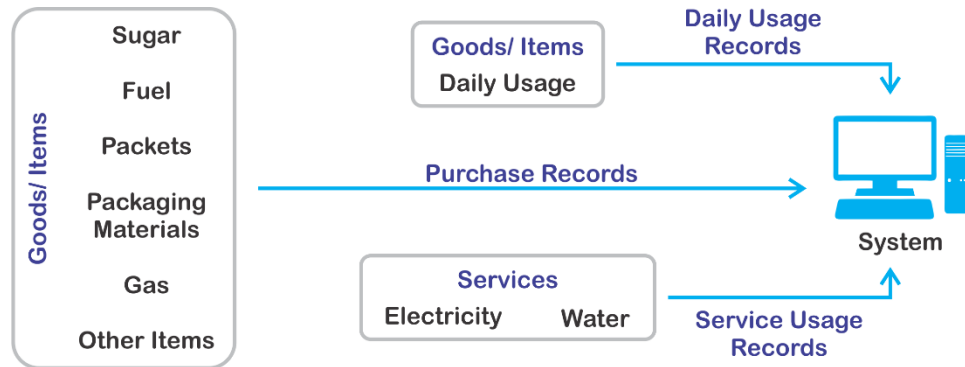 Goods/ Items
Sugar
Fuel
Packets
Packaging
Materials
Gas
Other Items
Goods/ Items
Daily Usage
Daily Usage
Records
Purchase Records
Services
Electricity
Water
Service Usage
Records
System